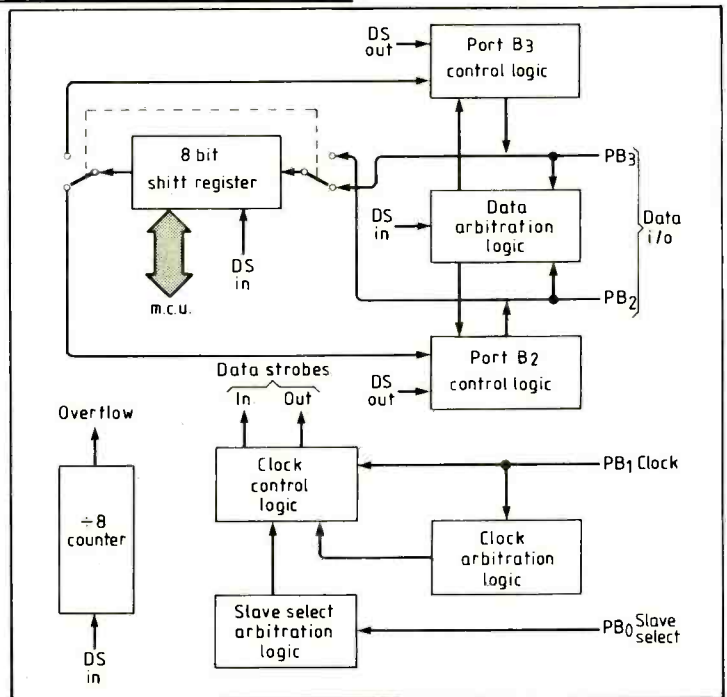 DS
out
Port B3
control logic
8 bit
shitt register
DS
in
m.c.u.
PB3
DS
in
Data
arbitration
logic
Data
i/o
PB2
Port B2
control logic
DS
out
Data strobes
In Out
Overflow
÷8
counter
DS
in
Clock
control
logic
PB1 Clock
Clock
arbitration
logic
Slave select
arbitration
logic
PB0 Slave
select